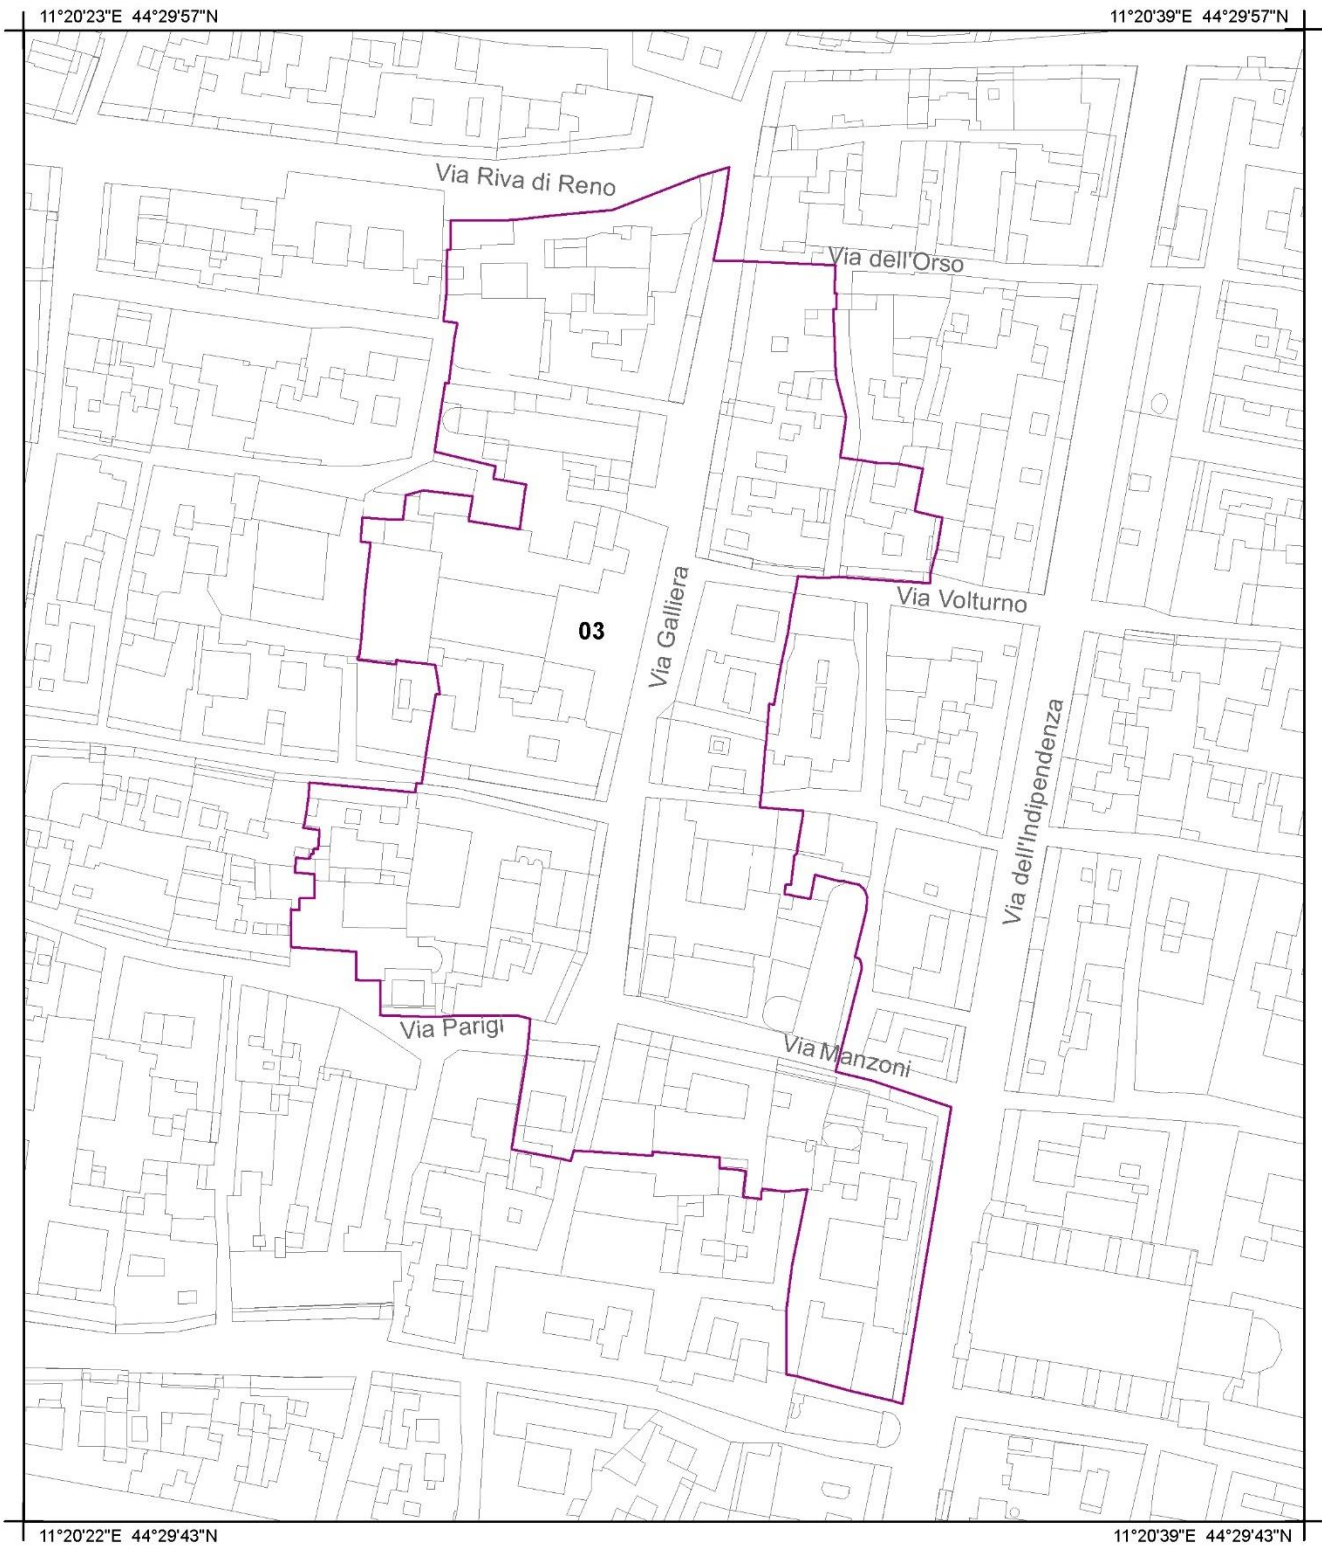 11°20'23"E 44°29'57"N
11°20'39"E 44°29'57"N
Via Riva di Reno
Via dell'Orso
Via Galliera
Via Volturno
03
Via dell'Indipendenza
Via Parigi
Via Manzoni
11°20'22"E 44°29'43"N
11°20'39"E 44°29'43"N